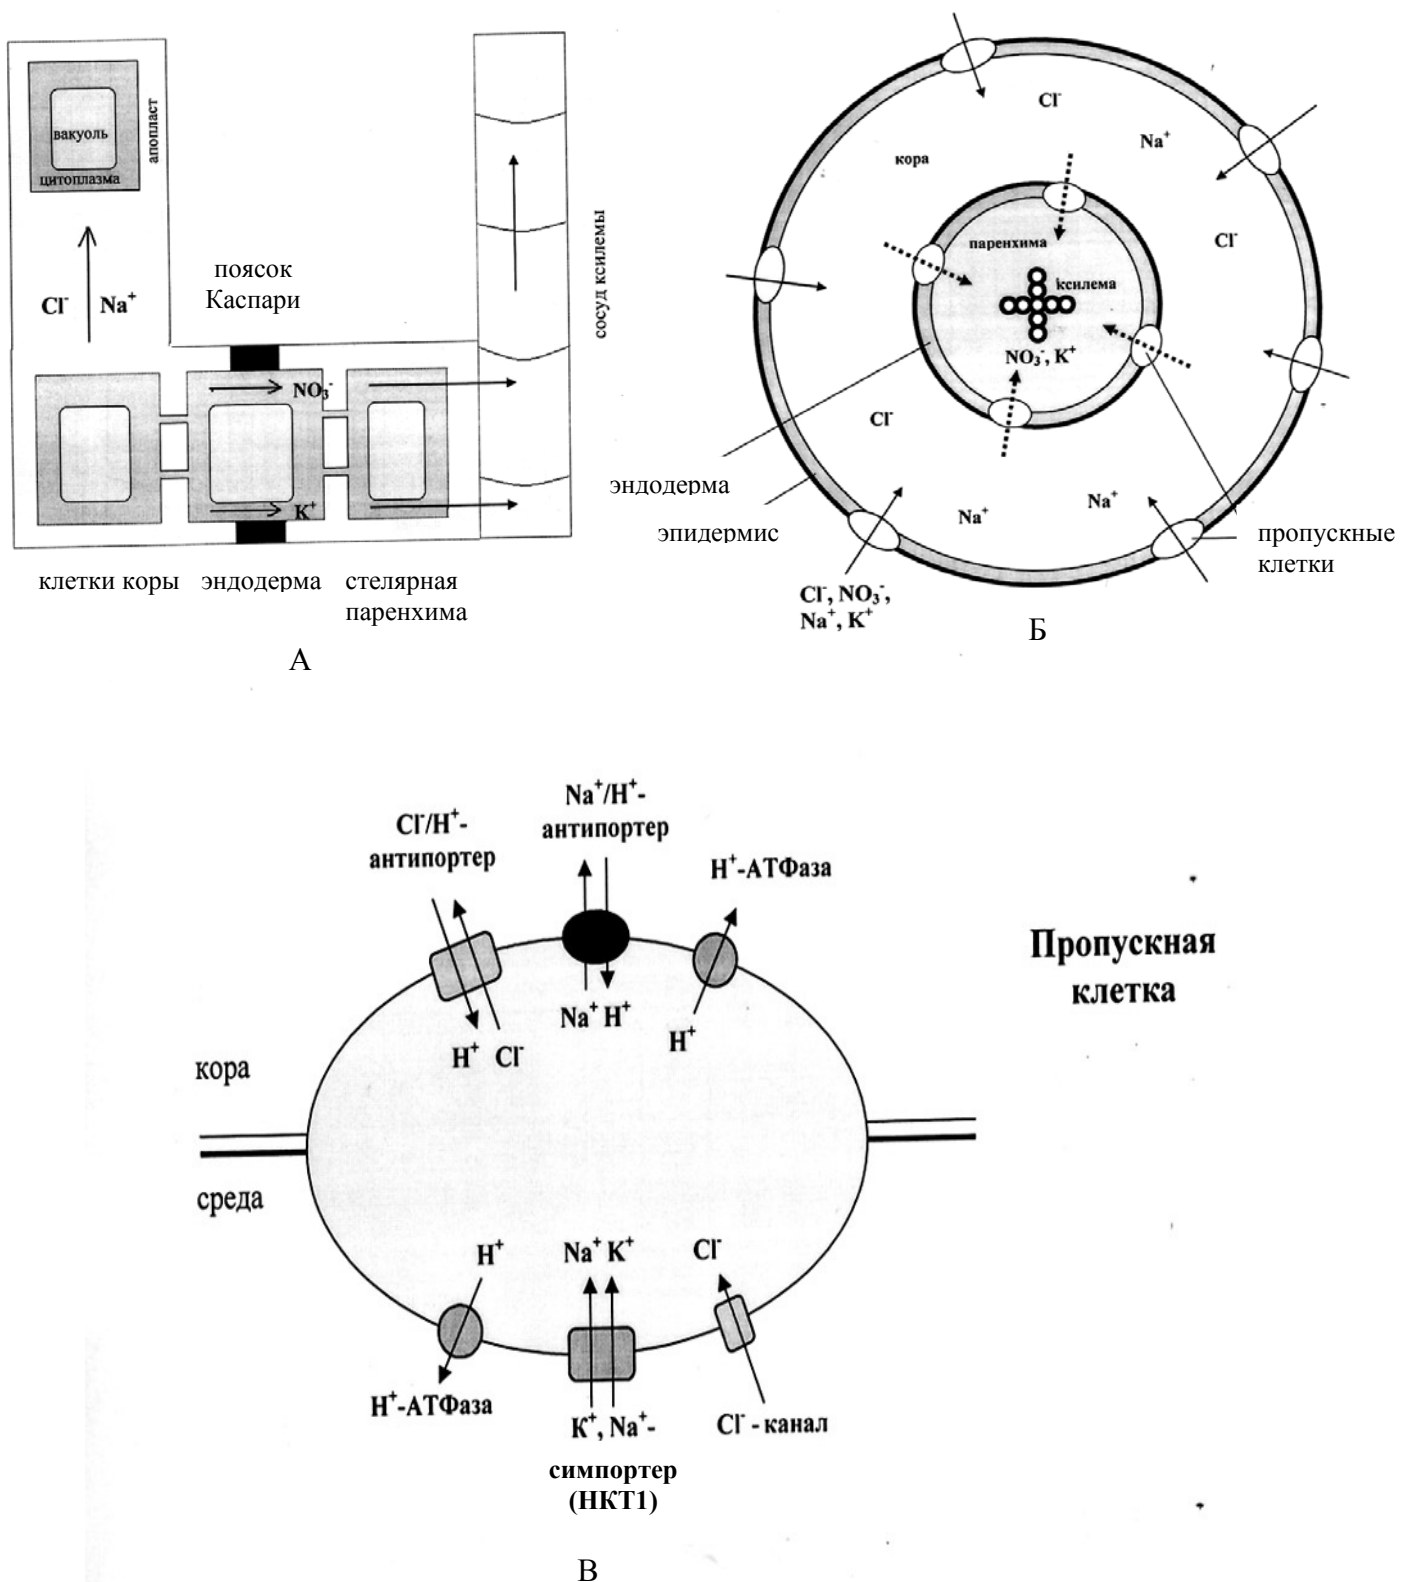 вакуоль
цитоплазма
апопласт
Cl⁻
Na⁺
поясок
Каспари
сосуд ксилемы
NO₃⁻
K⁺
клетки коры
эндодерма
стелярная
паренхима
А
Cl⁻
Na⁺
кора
Cl⁻
паренхима
ксилема
NO₃⁻, K⁺
Cl⁻
Na⁺
Na⁺
эндодерма
эпидермис
пропускные
клетки
Cl⁻, NO₃⁻,
Na⁺, K⁺
Б
Cl⁻/H⁺-
антипортер
Na⁺/H⁺-
антипортер
H⁺-АТФаза
Пропускная
клетка
H⁺ Cl⁻
Na⁺ H⁺
H⁺
кора
среда
H⁺
Na⁺ K⁺
Cl⁻
H⁺-АТФаза
K⁺, Na⁺-
симпортер
(НКТ1)
Cl⁻ - канал
В